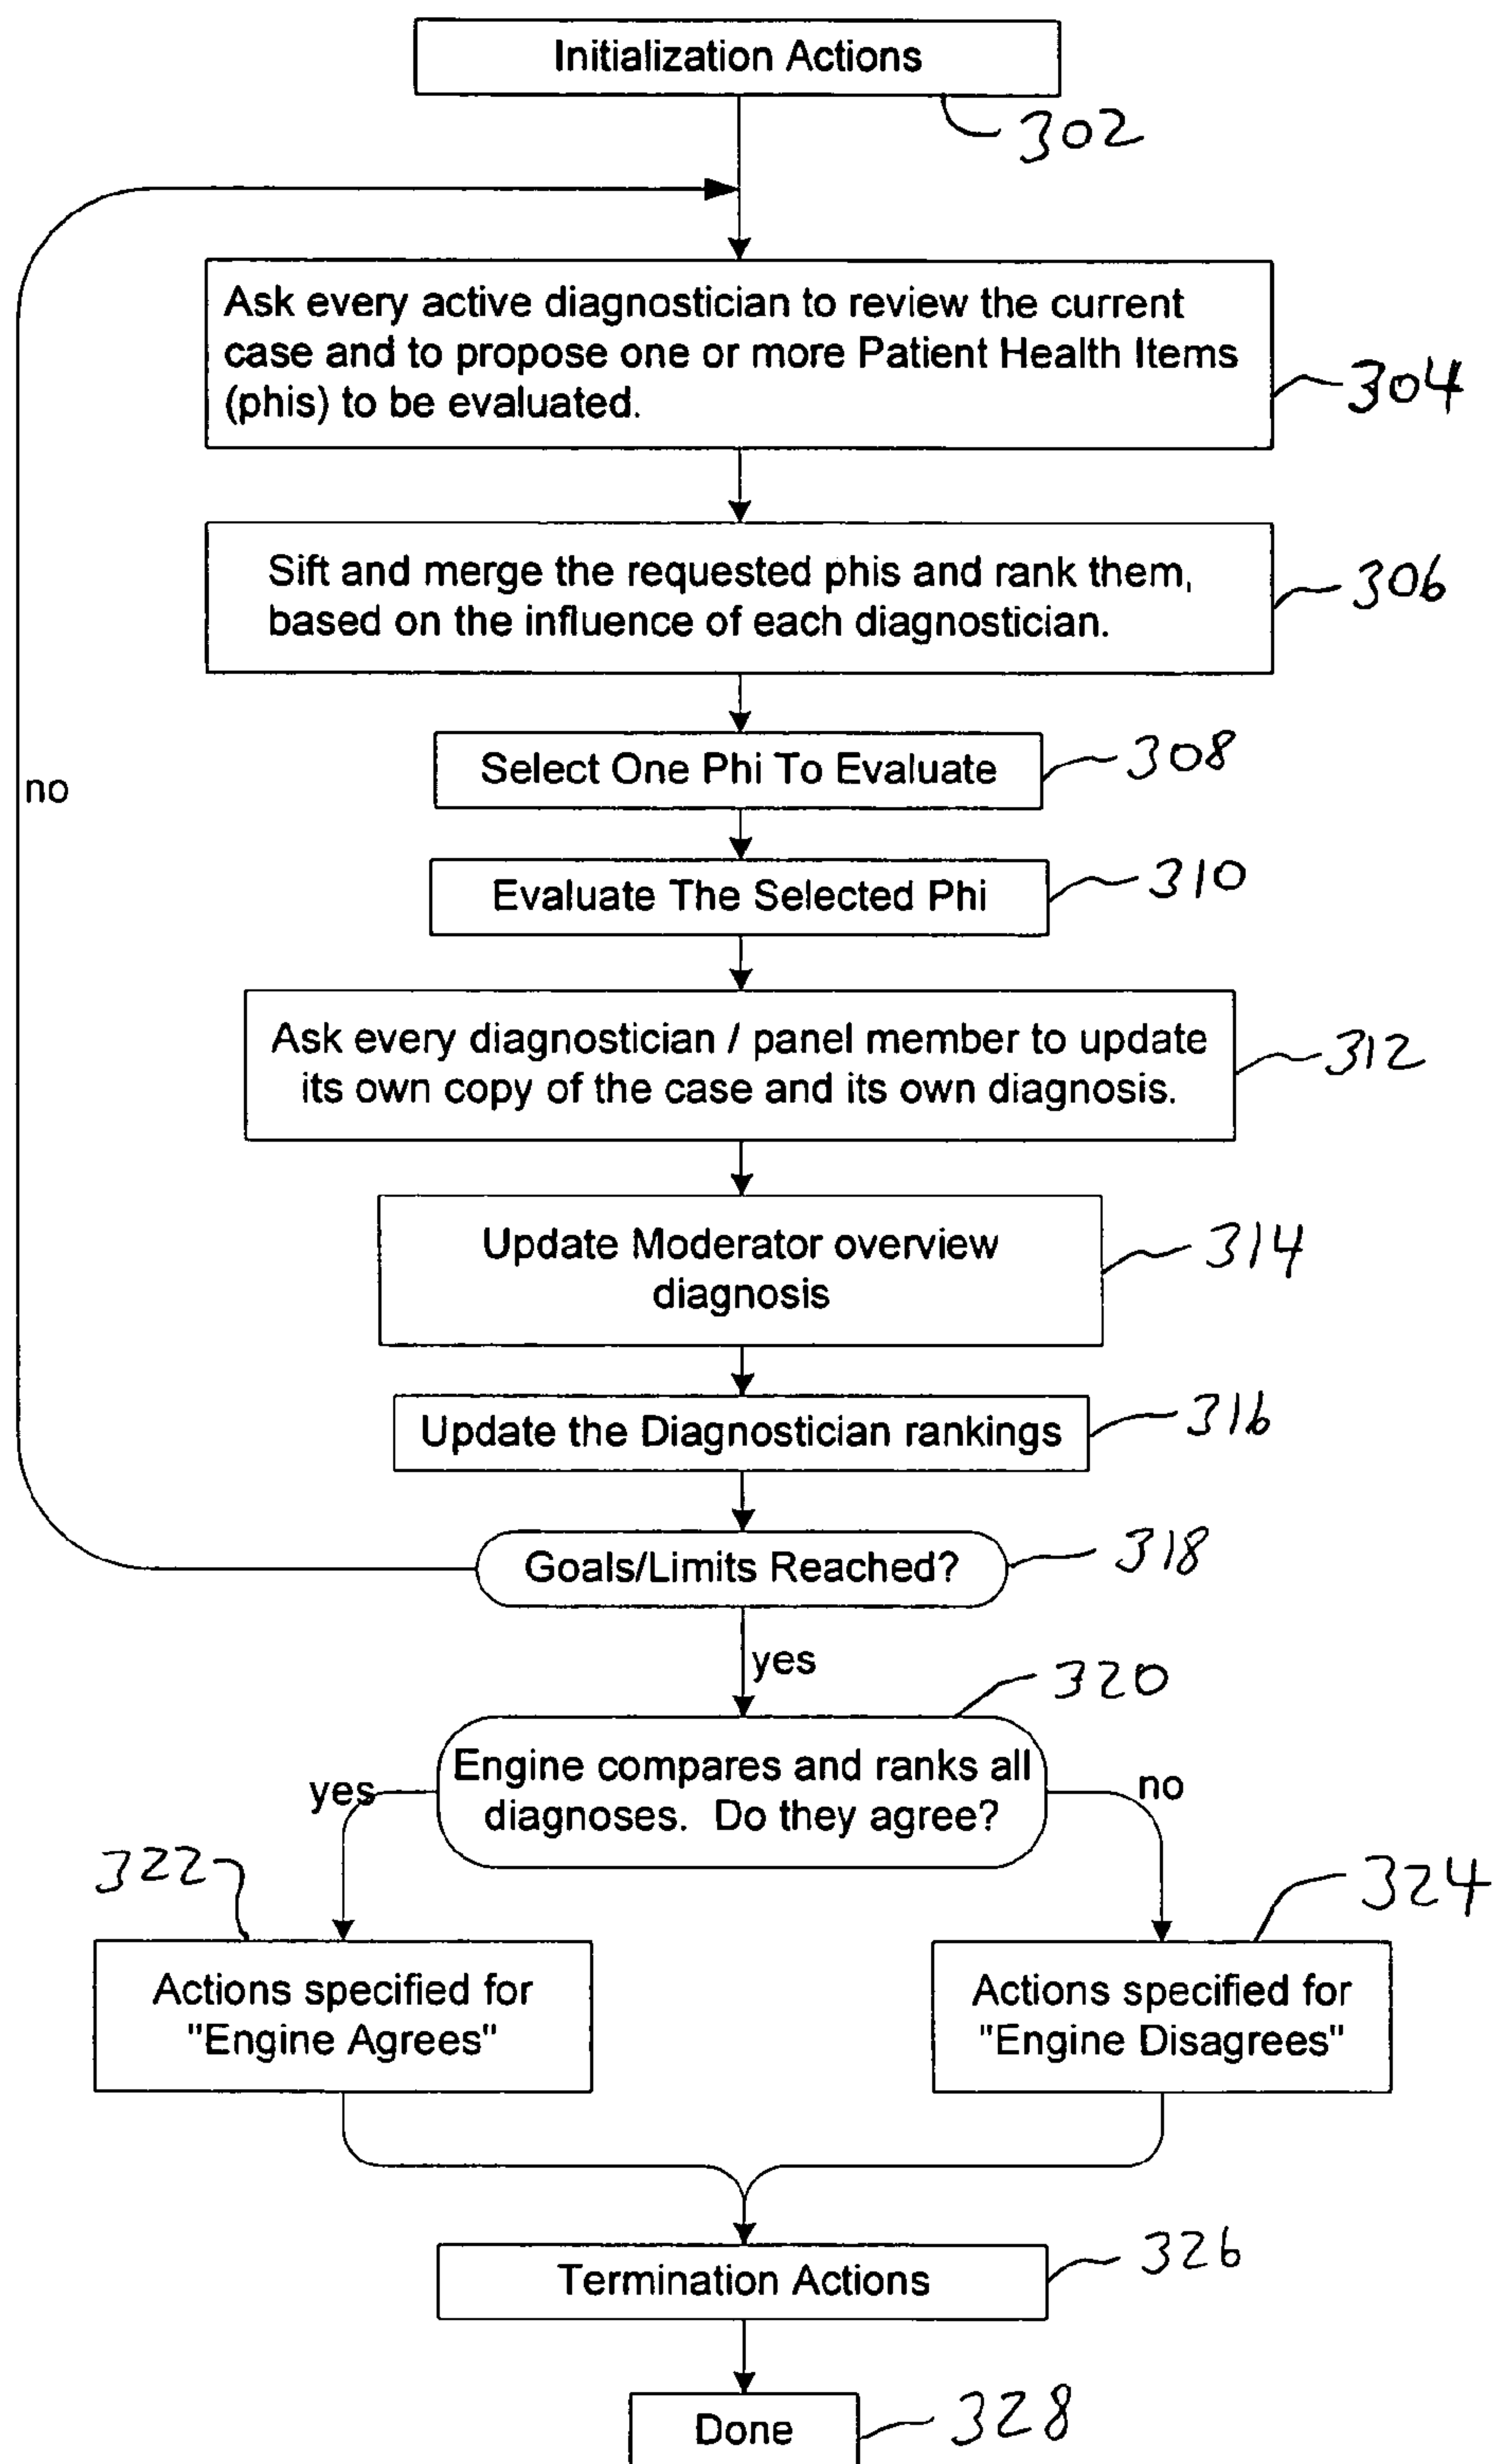 Initialization Actions
302
Ask every active diagnostician to review the current
case and to propose one or more Patient Health Items
(phis) to be evaluated.
304
Sift and merge the requested phis and rank them,
based on the influence of each diagnostician.
306
Select One Phi To Evaluate
308
no
Evaluate The Selected Phi
310
Ask every diagnostician / panel member to update
its own copy of the case and its own diagnosis.
312
Update Moderator overview
diagnosis
314
Update the Diagnostician rankings
316
Goals/Limits Reached?
318
yes
320
Engine compares and ranks all
diagnoses.  Do they agree?
yes
no
322
324
Actions specified for
"Engine Agrees"
Actions specified for
"Engine Disagrees"
Termination Actions
326
Done
328